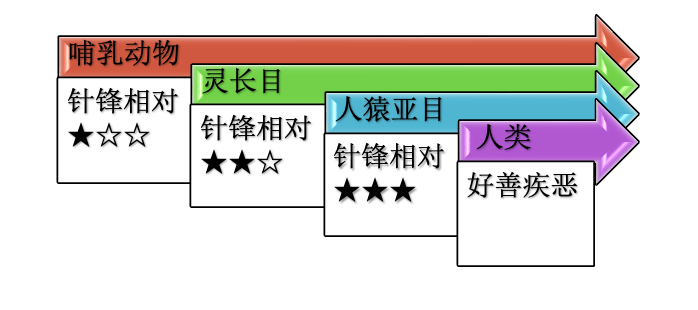 哺乳动物
针锋相对
★☆☆
灵长目
针锋相对
★★☆
人猿亚目
针锋相对
★★★
人类
好善疾恶